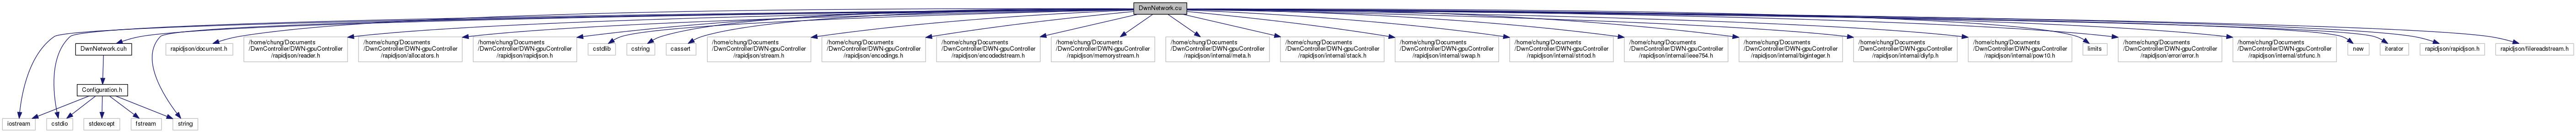 DwnNetwork.cu
DwnNetwork.cuh
rapidjson/document.h
/home/chung/Documents
/DwnController/DWN-gpuController
/rapidjson/reader.h
/home/chung/Documents
/DwnController/DWN-gpuController
/rapidjson/allocators.h
/home/chung/Documents
/DwnController/DWN-gpuController
/rapidjson/rapidjson.h
cstdlib
cstring
cassert
/home/chung/Documents
/DwnController/DWN-gpuController
/rapidjson/stream.h
/home/chung/Documents
/DwnController/DWN-gpuController
/rapidjson/encodings.h
/home/chung/Documents
/DwnController/DWN-gpuController
/rapidjson/encodedstream.h
/home/chung/Documents
/DwnController/DWN-gpuController
/rapidjson/memorystream.h
/home/chung/Documents
/DwnController/DWN-gpuController
/rapidjson/internal/meta.h
/home/chung/Documents
/DwnController/DWN-gpuController
/rapidjson/internal/stack.h
/home/chung/Documents
/DwnController/DWN-gpuController
/rapidjson/internal/swap.h
/home/chung/Documents
/DwnController/DWN-gpuController
/rapidjson/internal/strtod.h
/home/chung/Documents
/DwnController/DWN-gpuController
/rapidjson/internal/ieee754.h
/home/chung/Documents
/DwnController/DWN-gpuController
/rapidjson/internal/biginteger.h
/home/chung/Documents
/DwnController/DWN-gpuController
/rapidjson/internal/diyfp.h
/home/chung/Documents
/DwnController/DWN-gpuController
/rapidjson/internal/pow10.h
limits
/home/chung/Documents
/DwnController/DWN-gpuController
/rapidjson/error/error.h
/home/chung/Documents
/DwnController/DWN-gpuController
/rapidjson/internal/strfunc.h
new
iterator
rapidjson/rapidjson.h
rapidjson/filereadstream.h
Configuration.h
iostream
cstdio
stdexcept
fstream
string